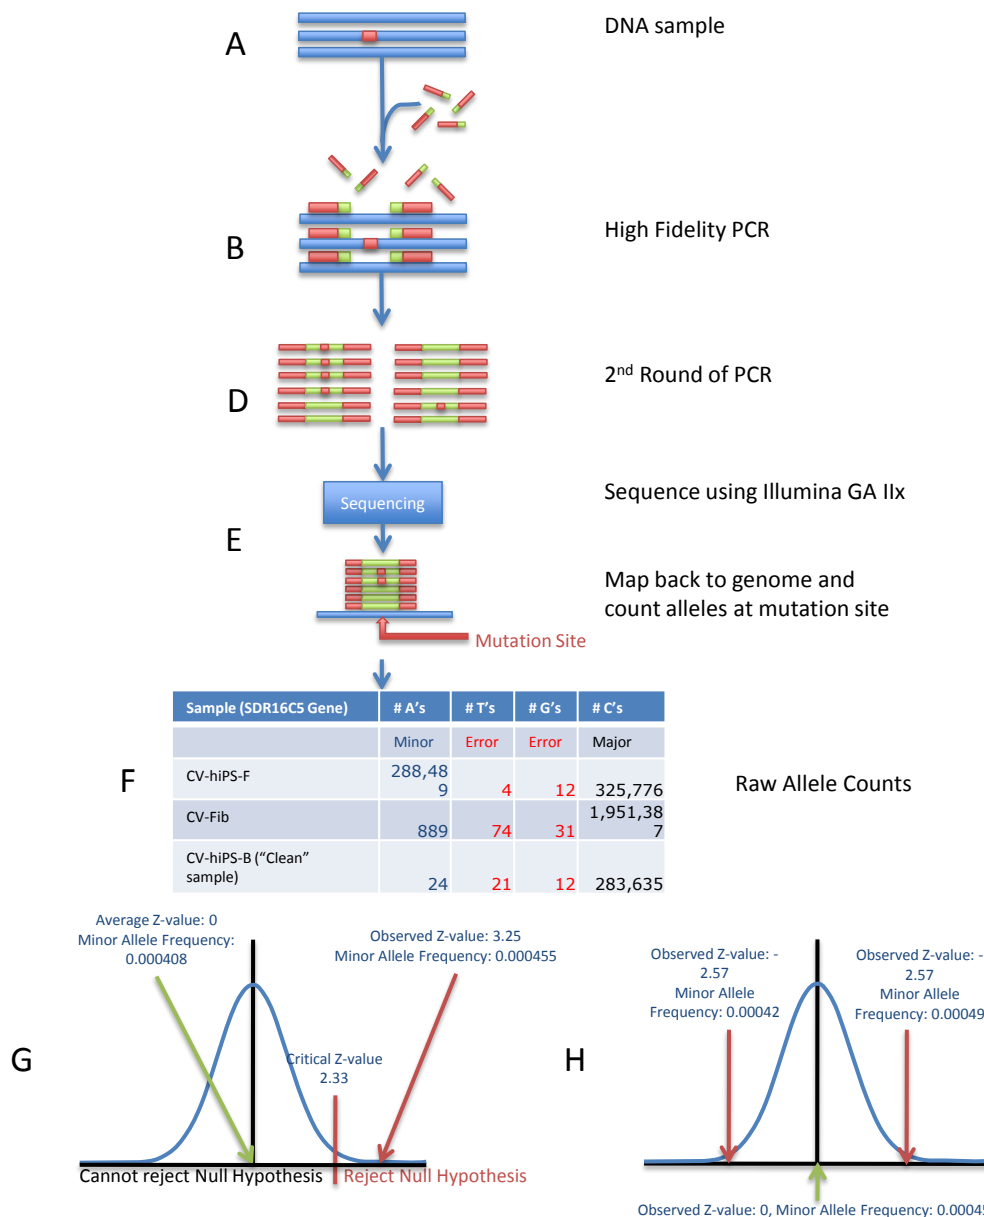 A
DNA sample
B
High Fidelity PCR
D
2nd Round of PCR
Sequencing
Sequence using Illumina GA IIx
E
Map back to genome and
count alleles at mutation site
Mutation Site
Sample (SDR16C5 Gene) # A's # T's # G's # C's
Minor Error Error Major
F
Raw Allele Counts
CV-hiPS-F 288,48
9 4 12 325,776
CV-Fib 1,951,38
889 74 31 7
CV-hiPS-B ("Clean"
sample) 24 21 12 283,635
G
Average Z-value: 0
Minor Allele Frequency:
0.000408
Observed Z-value: 3.25
Minor Allele Frequency: 0.000455
Critical Z-value
2.33
Cannot reject Null Hypothesis
Reject Null Hypothesis
H
Observed Z-value: -
2.57
Minor Allele
Frequency: 0.00042
Observed Z-value: -
2.57
Minor Allele
Frequency: 0.00049
Observed Z-value: 0, Minor Allele Frequency: